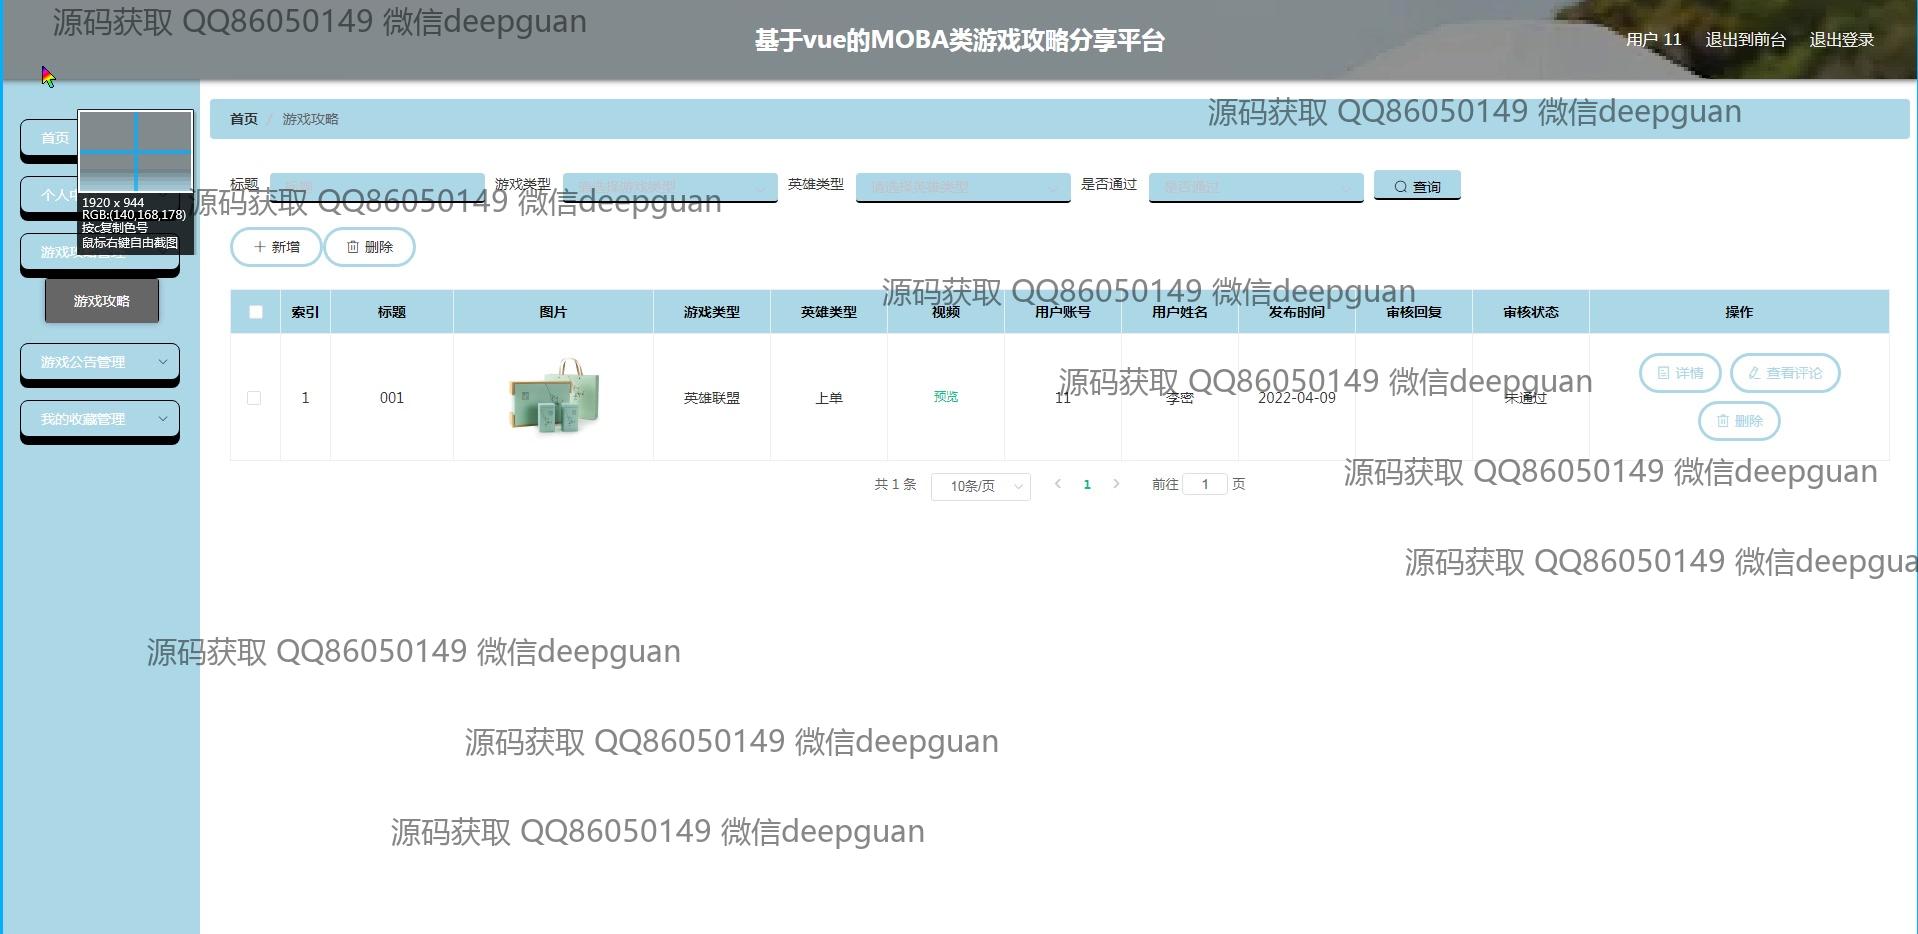 源码获取 QQ86050149 微信deepguan
基于vue的MOBA类游戏攻略分享平台
用户 11 退出到前台 退出登录
首页 / 游戏攻略
源码获取 QQ86050149 微信deepguan
首页
1920 x 944
RGB:(140,168,178)
按c复制色号
鼠标右键自由截图
标题 游戏类型 请选择游戏类型 英雄类型 请选择英雄类型 是否通过 是否通过 查询
源码获取 QQ86050149 微信deepguan
新增 删除
游戏攻略
源码获取 QQ86050149 微信deepguan
索引 标题 图片 游戏类型 英雄类型 视频 用户账号 用户姓名 发布时间 审核回复 审核状态 操作
游戏公告管理
我的收藏管理
源码获取 QQ86050149 微信deepguan
1 001 英雄联盟 上单 预览 11 李密 2022-04-09 未通过 详情 查看评论
删除
源码获取 QQ86050149 微信deepguan
共 1 条 10条/页 1 前往 1 页
源码获取 QQ86050149 微信deepgua
源码获取 QQ86050149 微信deepguan
源码获取 QQ86050149 微信deepguan
源码获取 QQ86050149 微信deepguan